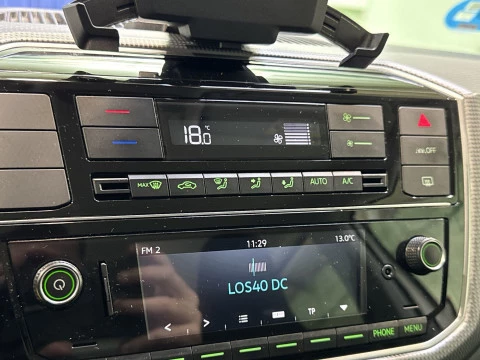 18.0 °C
OFF
MAX AUTO A/C
FM 2 11:29 13.0°C
LOS40 DC
< > TP
PHONE MENU